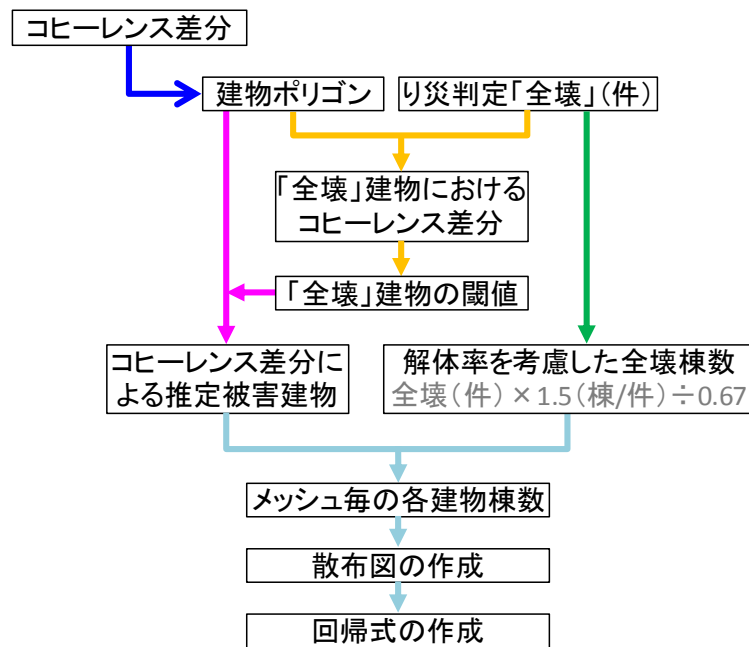 コヒーレンス差分
建物ポリゴン
り災判定「全壊」（件）
「全壊」建物における
コヒーレンス差分
「全壊」建物の閾値
コヒーレンス差分に
よる推定被害建物
解体率を考慮した全壊棟数
全壊（件）×1.5（棟/件）÷0.67
メッシュ毎の各建物棟数
散布図の作成
回帰式の作成